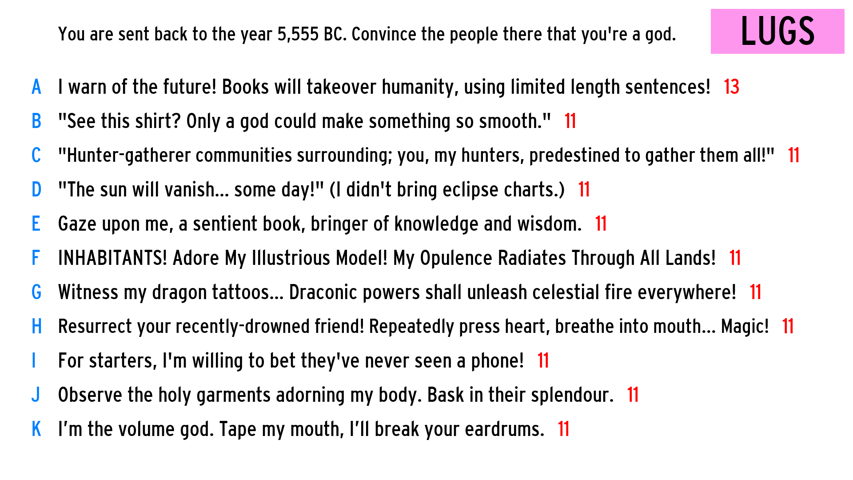 You are sent back to the year 5,555 BC. Convince the people there that you're a god.
LUGS
A I warn of the future! Books will takeover humanity, using limited length sentences! 13
B "See this shirt? Only a god could make something so smooth." 11
C "Hunter-gatherer communities surrounding; you, my hunters, predestined to gather them all!" 11
D "The sun will vanish... some day!" (I didn't bring eclipse charts.) 11
E Gaze upon me, a sentient book, bringer of knowledge and wisdom. 11
F INHABITANTS! Adore My Illustrious Model! My Opulence Radiates Through All Lands! 11
G Witness my dragon tattoos... Draconic powers shall unleash celestial fire everywhere! 11
H Resurrect your recently-drowned friend! Repeatedly press heart, breathe into mouth... Magic! 11
I For starters, I'm willing to bet they've never seen a phone! 11
J Observe the holy garments adorning my body. Bask in their splendour. 11
K I’m the volume god. Tape my mouth, I’ll break your eardrums. 11